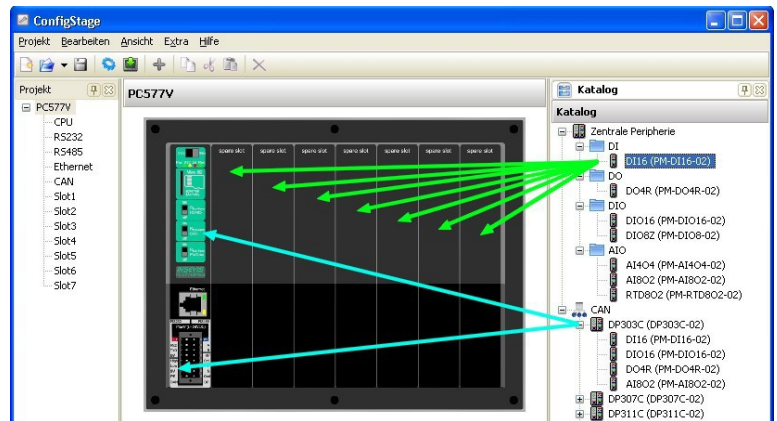 ConfigStage
Projekt Bearbeiten Ansicht Extra Hilfe
Projekt
PC577V
CPU
RS232
RS485
Ethernet
CAN
Slot1
Slot2
Slot3
Slot4
Slot5
Slot6
Slot7
PC577V
spare slot spare slot spare slot spare slot spare slot spare slot spare slot
Ethernet
Katalog
Katalog
Zentrale Peripherie
DI
DI16 (PM-DI16-02)
DO
DO4R (PM-DO4R-02)
DIO
DIO16 (PM-DIO16-02)
DIO8Z (PM-DIO8-02)
AIO
AI4O4 (PM-AI4O4-02)
AI8O2 (PM-AI8O2-02)
RTD8O2 (PM-RTD8O2-02)
CAN
DP303C (DP303C-02)
DI16 (PM-DI16-02)
DIO16 (PM-DIO16-02)
DO4R (PM-DO4R-02)
AI8O2 (PM-AI8O2-02)
DP307C (DP307C-02)
DP311C (DP311C-02)